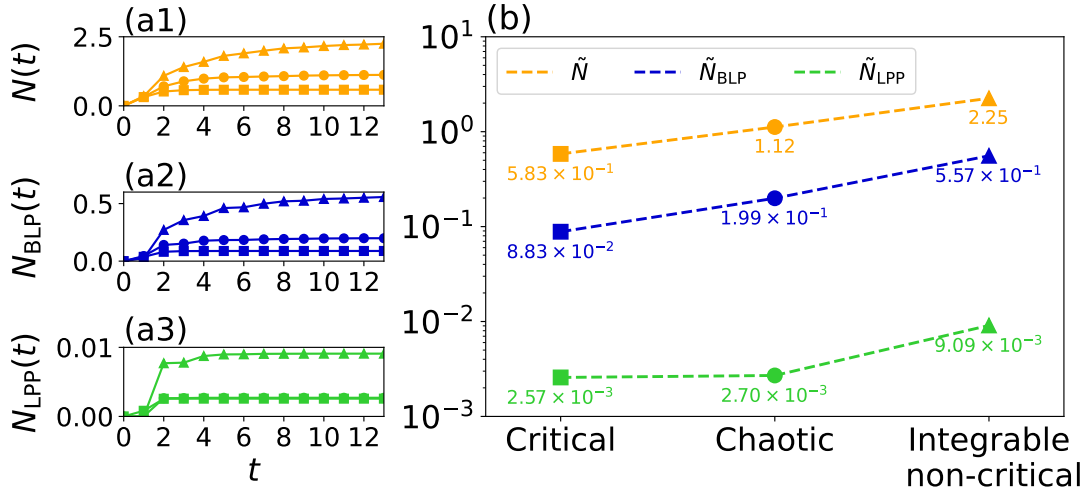 (a1)
N(t)
2.5
0.0
0 2 4 6 8 10 12
(a2)
N_BLP(t)
0.5
0.0
0 2 4 6 8 10 12
(a3)
N_LPP(t)
0.01
0.00
0 2 4 6 8 10 12
t
(b)
10^1
10^0
10^-1
10^-2
10^-3
Ñ Ñ_BLP Ñ_LPP
5.83 × 10^-1
1.12
2.25
8.83 × 10^-2
1.99 × 10^-1
5.57 × 10^-1
2.57 × 10^-3
2.70 × 10^-3
9.09 × 10^-3
Critical
Chaotic
Integrable
non-critical